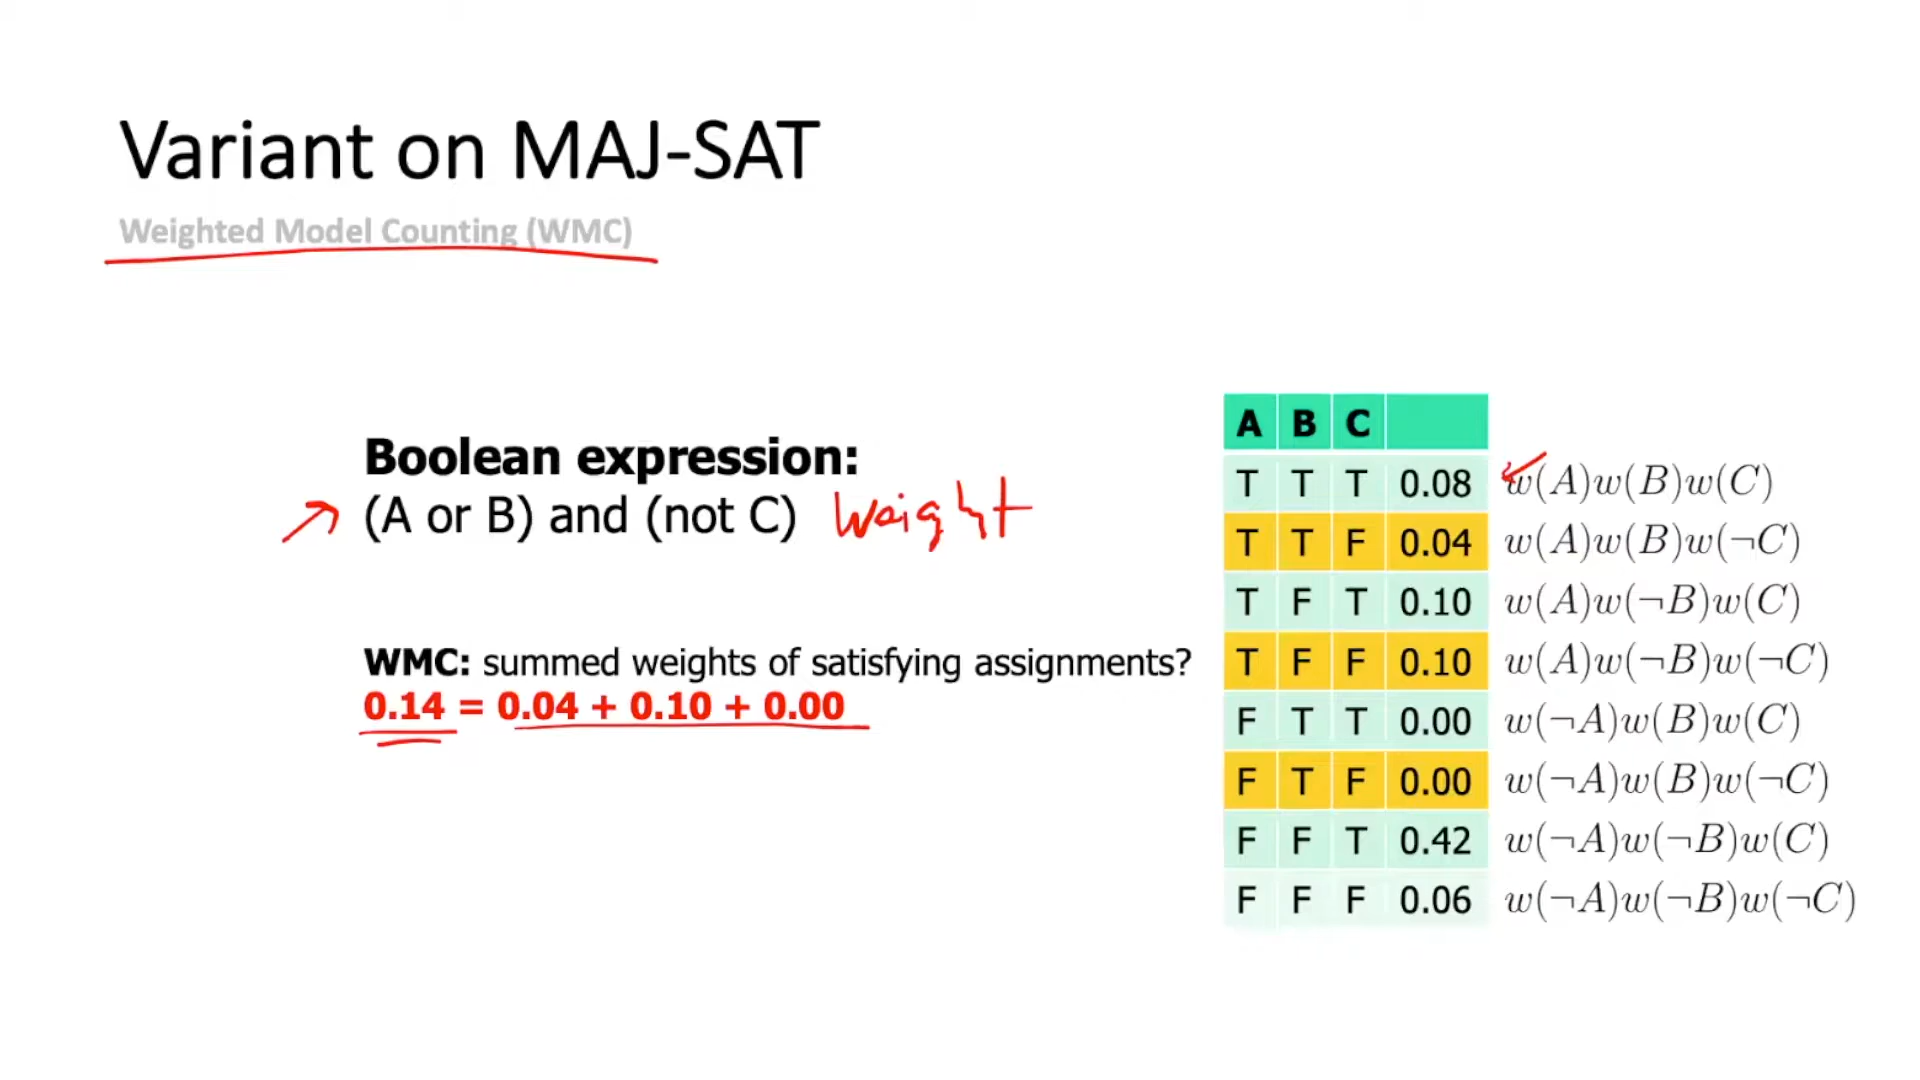 Variant on MAJ-SAT
Weighted Model Counting (WMC)
Boolean expression:
(A or B) and (not C) Weight
WMC: summed weights of satisfying assignments?
0.14 = 0.04 + 0.10 + 0.00
A B C
T T T 0.08 w(A)w(B)w(C)
T T F 0.04 w(A)w(B)w(¬C)
T F T 0.10 w(A)w(¬B)w(C)
T F F 0.10 w(A)w(¬B)w(¬C)
F T T 0.00 w(¬A)w(B)w(C)
F T F 0.00 w(¬A)w(B)w(¬C)
F F T 0.42 w(¬A)w(¬B)w(C)
F F F 0.06 w(¬A)w(¬B)w(¬C)